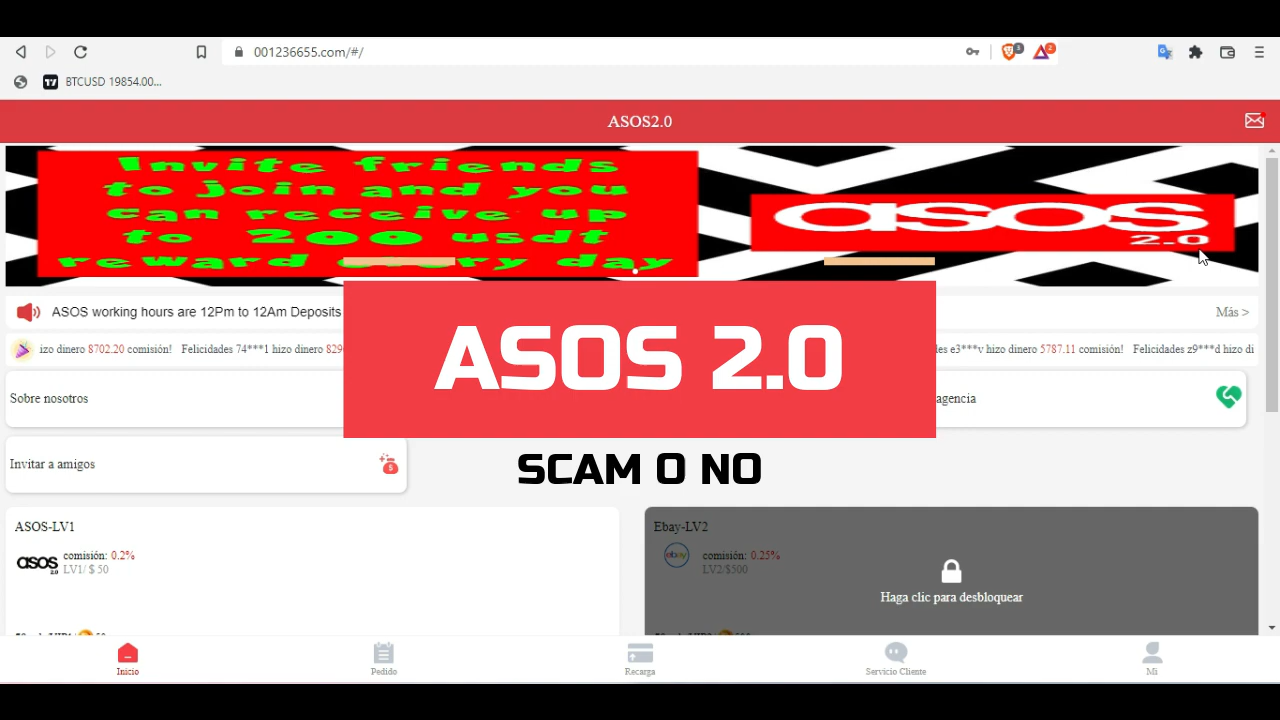 001236655.com/#/
BTCUSD 19854.00...
ASOS2.0
Invite friends
to join and you
can receive up
to 200 usdt
reward every day
asos
2.0
ASOS working hours are 12Pm to 12Am Deposits
Más >
izo dinero 8702.20 comisión! Felicidades 74***1 hizo dinero
e3***v hizo dinero 5787.11 comisión! Felicidades z9***d hizo di
ASOS 2.0
SCAM O NO
Sobre nosotros
agencia
Invitar a amigos
ASOS-LV1
asos
2.0
comisión: 0.2%
LV1/ $ 50
Ebay-LV2
ebay
comisión: 0.25%
LV2/$500
Haga clic para desbloquear
Inicio
Pedido
Recarga
Servicio Cliente
Mi